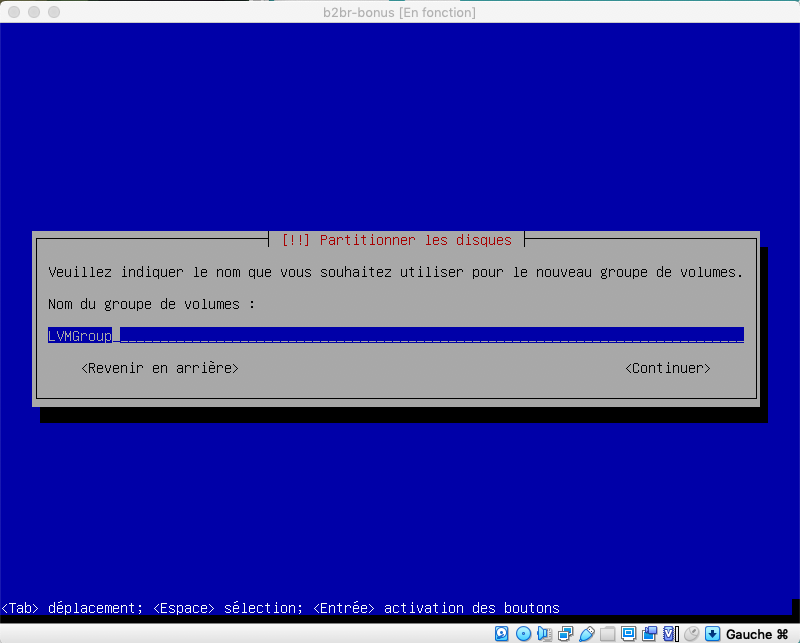 b2br-bonus [En fonction]
[!!] Partitionner les disques
Veuillez indiquer le nom que vous souhaitez utiliser pour le nouveau groupe de volumes.
Nom du groupe de volumes :
LVMGroup
<Revenir en arrière> <Continuer>
<Tab> déplacement; <Espace> sélection; <Entrée> activation des boutons
Gauche ⌘